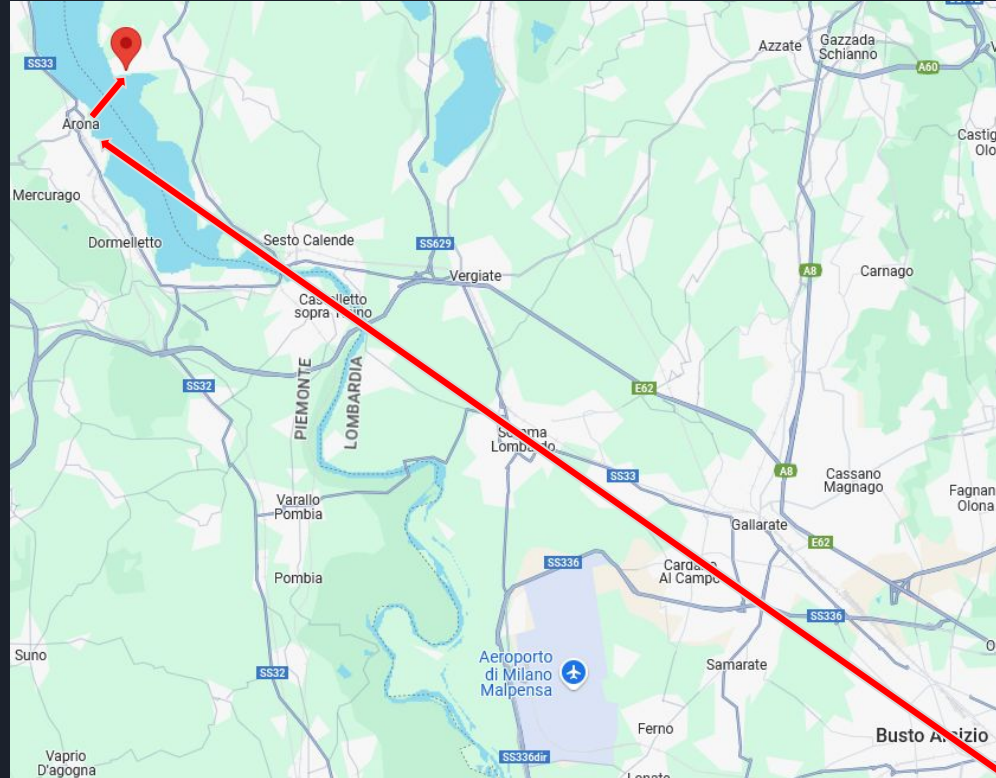 Azzate
Gazzada
Schianno
A60
SS33
Arona
Castig
Olo
Mercurago
Dormelletto
Sesto Calende
SS629
Vergiate
A8
Carnago
Castelletto
sopra Ticino
PIEMONTE
LOMBARDIA
SS32
E62
Somma
Lombardo
SS33
A8
Cassano
Magnago
Fagnan
Olona
Varallo
Pombia
Gallarate
E62
Pombia
SS336
Cardano
Al Campo
SS336
Suno
SS32
Aeroporto
di Milano
Malpensa
Samarate
Ferno
Busto Arsizio
Vaprio
D'agogna
SS336dir